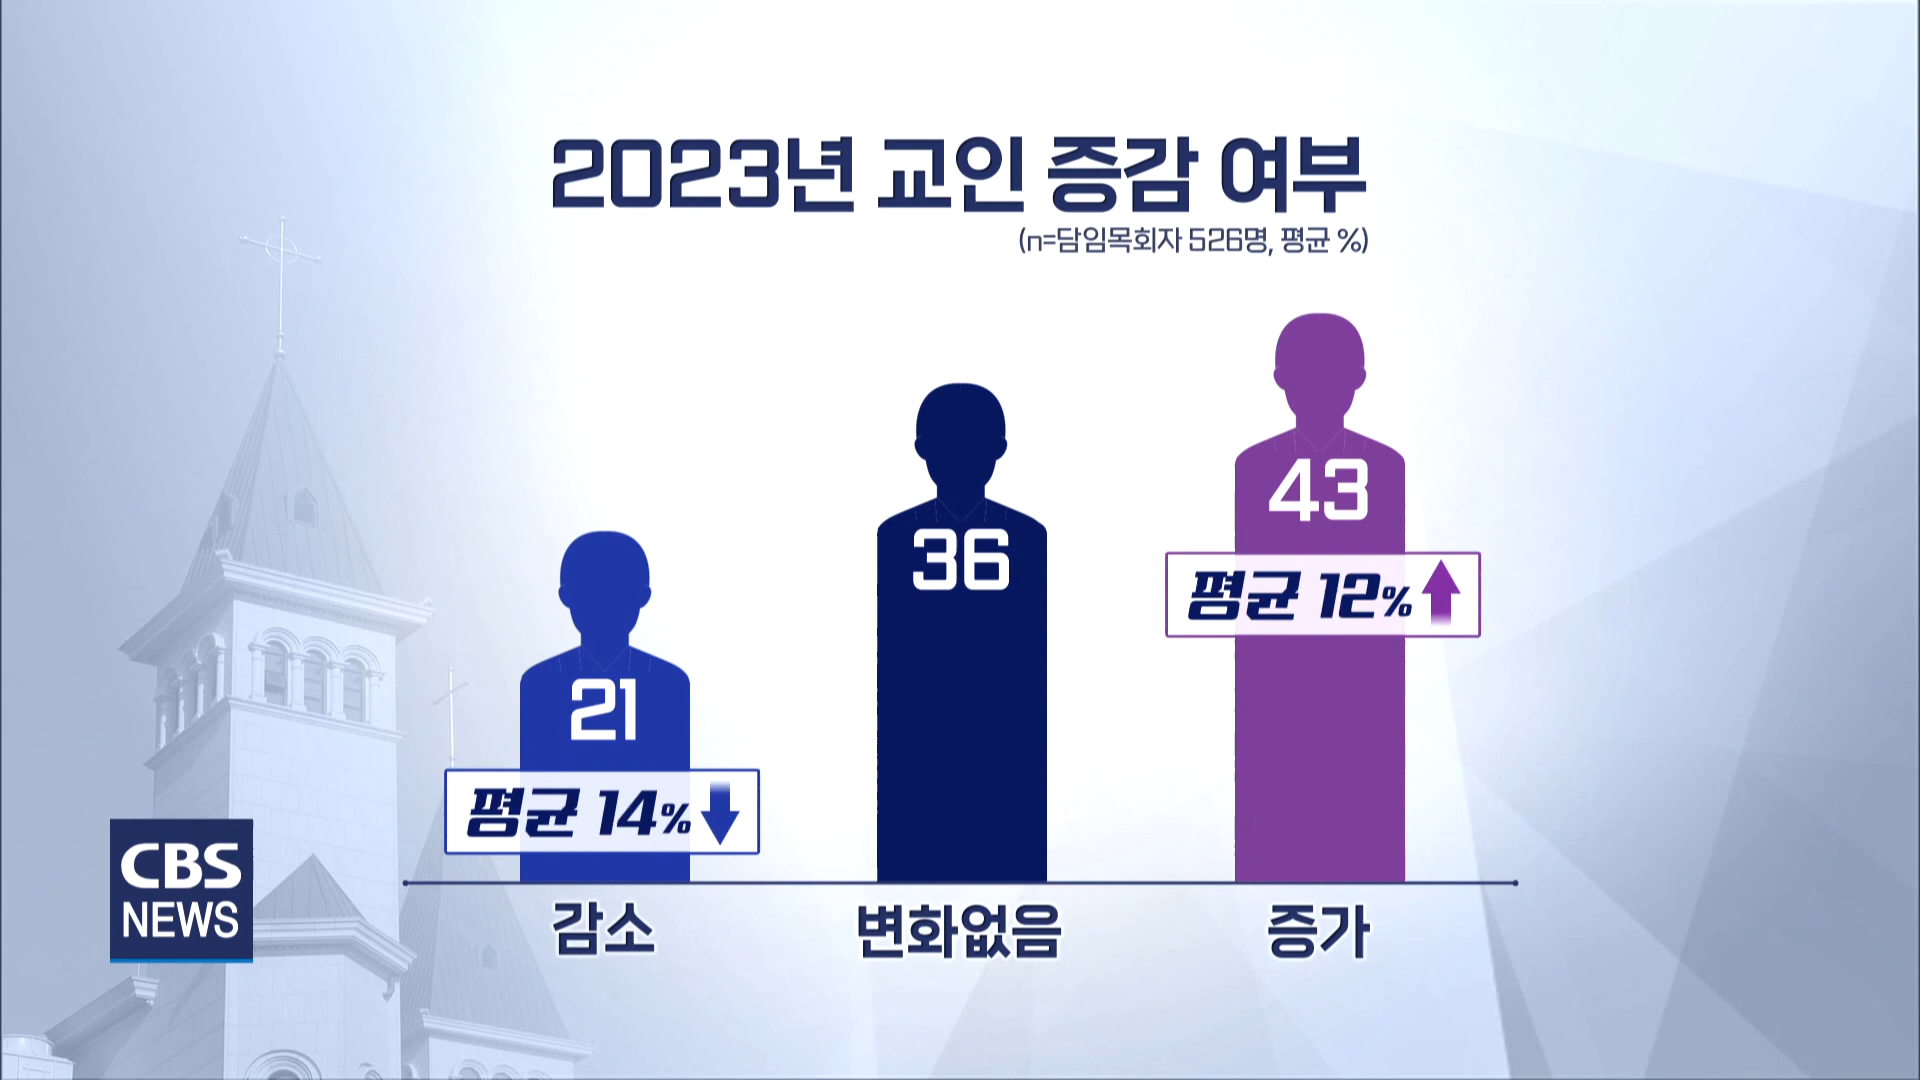 2023년 교인 증감 여부
(n=담임목회자 526명, 평균 %)
43
36
평균 12% 
21
평균 14%
CBS
NEWS
감소 변화없음 증가